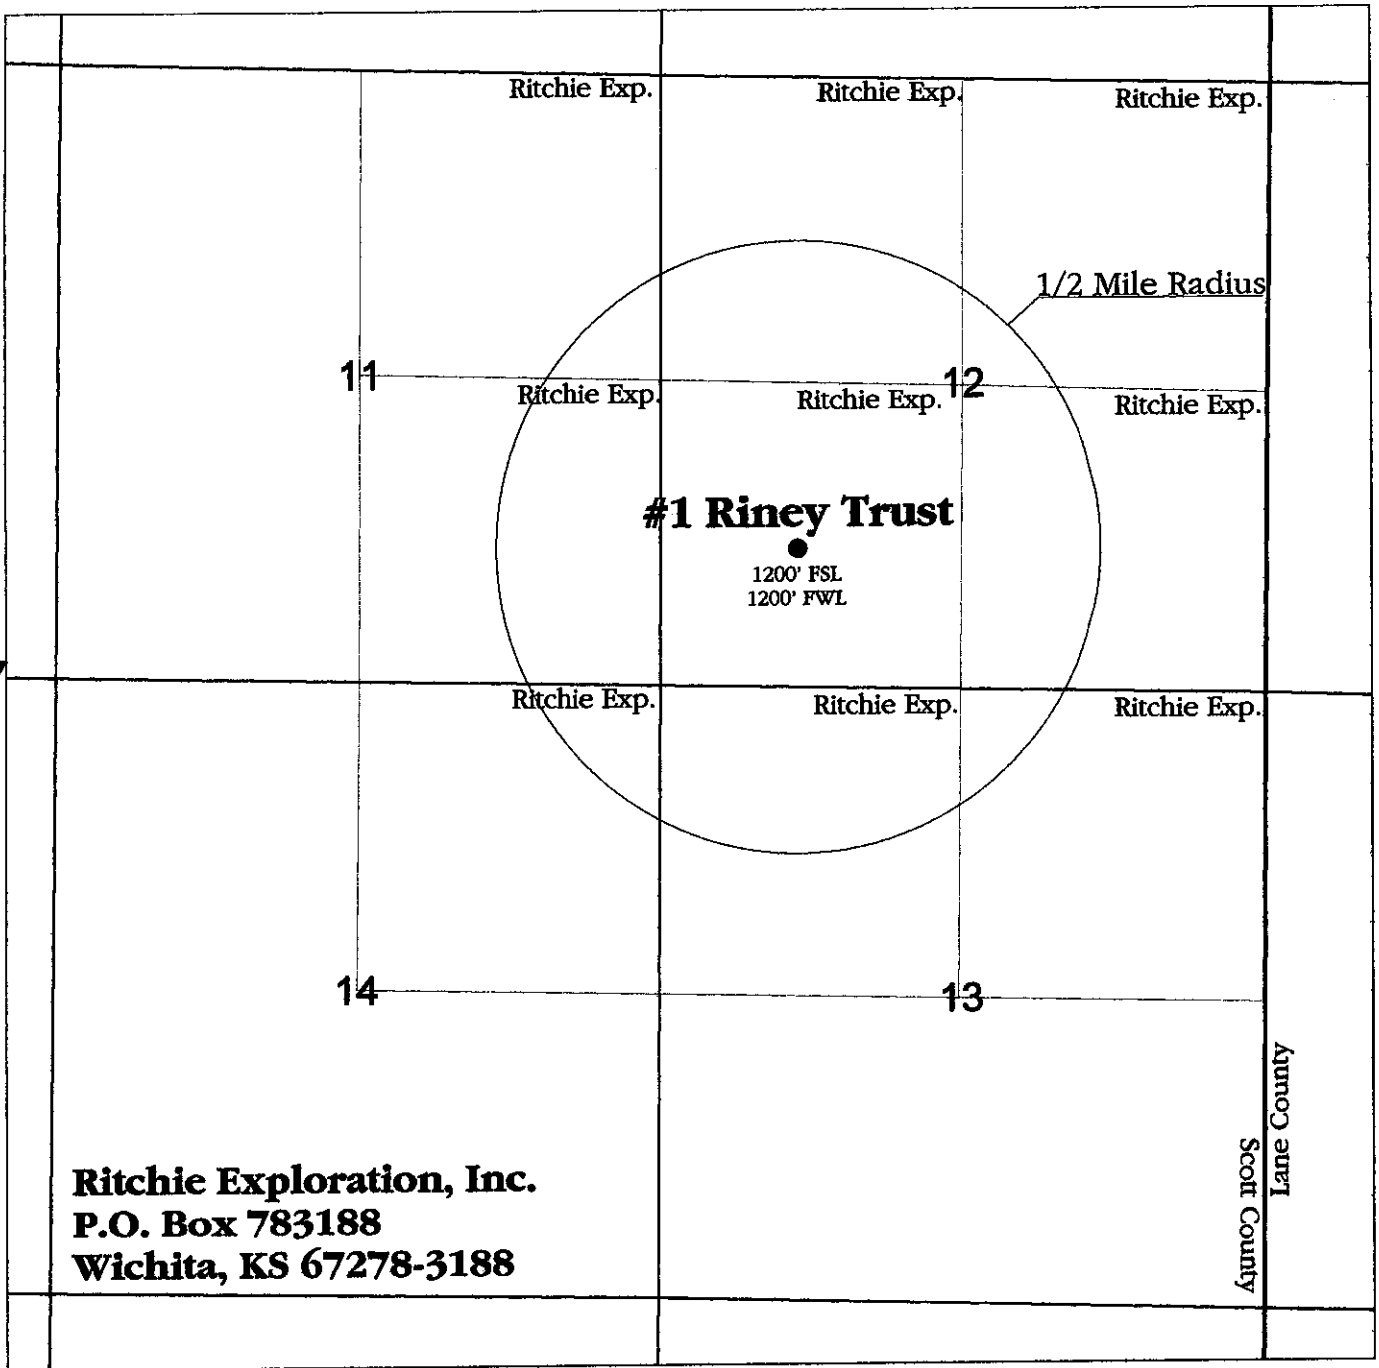 Ritchie Exp.
Ritchie Exp.
Ritchie Exp.
1/2 Mile Radius
11
12
Ritchie Exp.
Ritchie Exp.
Ritchie Exp.
#1 Riney Trust
1200' FSL
1200' FWL
Ritchie Exp.
Ritchie Exp.
Ritchie Exp.
14
13
Lane County
Scott County
Ritchie Exploration, Inc.
P.O. Box 783188
Wichita, KS 67278-3188